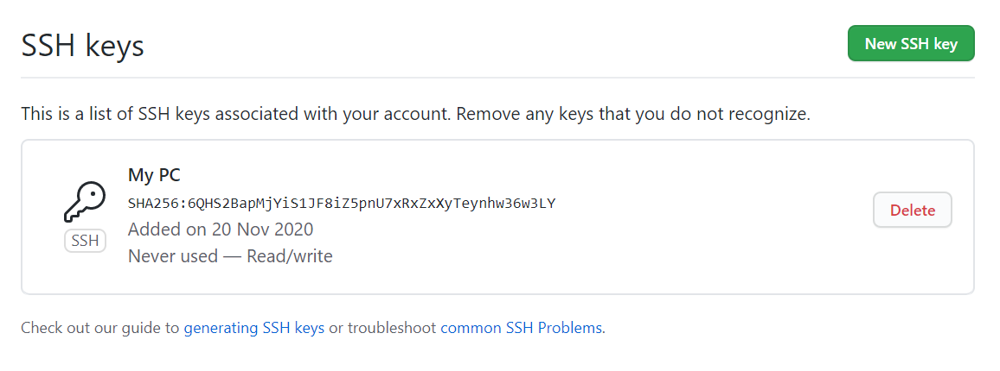 SSH keys
New SSH key
This is a list of SSH keys associated with your account. Remove any keys that you do not recognize.
My PC
SHA256:6QHS2BapMjYiS1JF8iZ5pnU7xRxZxXyTeynhw36w3LY
Added on 20 Nov 2020
Never used — Read/write
SSH
Delete
Check out our guide to generating SSH keys or troubleshoot common SSH Problems.